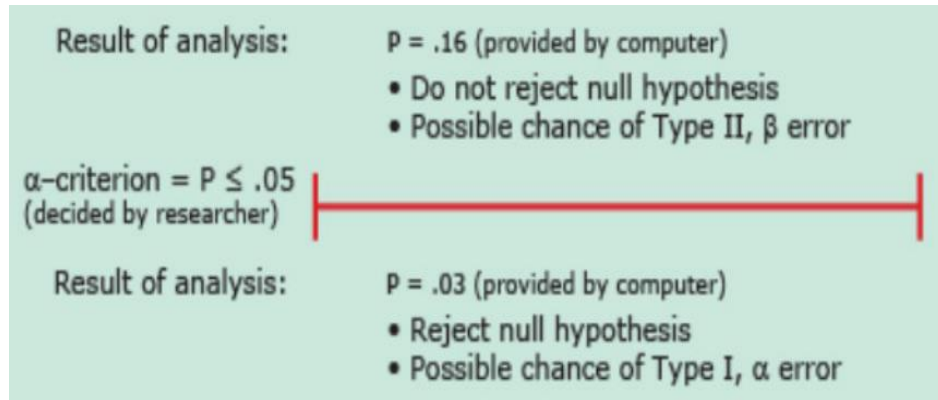 Result of analysis: P = .16 (provided by computer)
• Do not reject null hypothesis
• Possible chance of Type II, β error
α–criterion = P ≤ .05
(decided by researcher)
Result of analysis: P = .03 (provided by computer)
• Reject null hypothesis
• Possible chance of Type I, α error